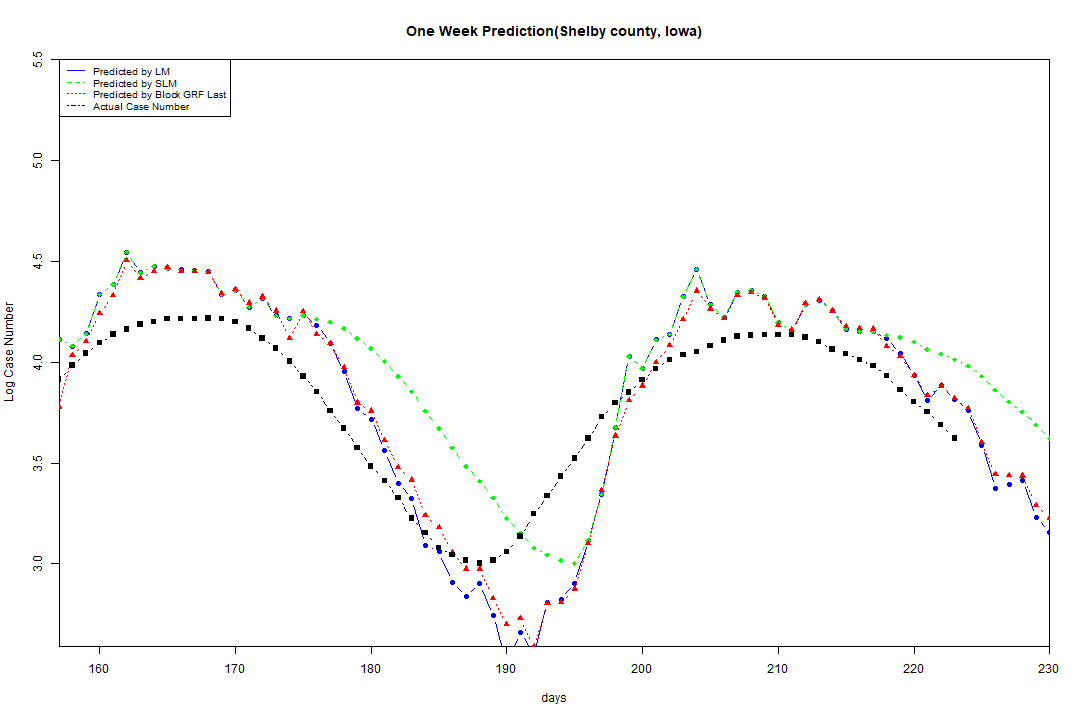 One Week Prediction(Shelby county, Iowa)
Predicted by LM
Predicted by SLM
Predicted by Block GRF Last
Actual Case Number
5.5
5.0
4.5
4.0
3.5
3.0
Log Case Number
160 170 180 190 200 210 220 230
days